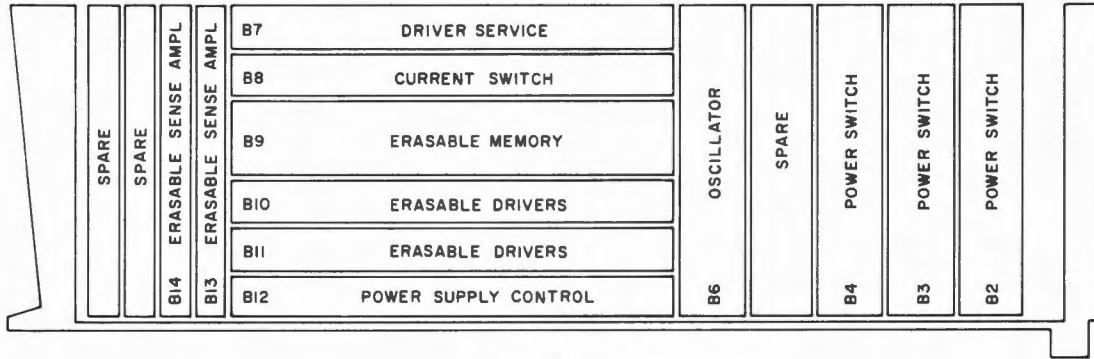 SPARE
SPARE
B14 ERASABLE SENSE AMPL
B13 ERASABLE SENSE AMPL
B7 DRIVER SERVICE
B8 CURRENT SWITCH
B9 ERASABLE MEMORY
B10 ERASABLE DRIVERS
B11 ERASABLE DRIVERS
B12 POWER SUPPLY CONTROL
B6 OSCILLATOR
SPARE
B4 POWER SWITCH
B3 POWER SWITCH
B2 POWER SWITCH